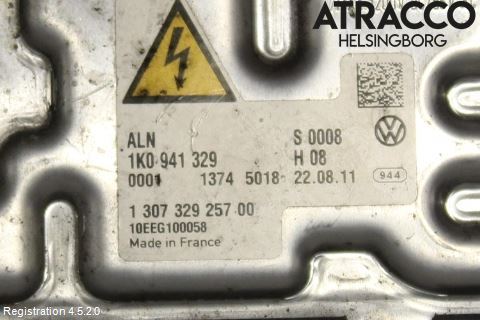 ATRACCO
HELSINGBORG
ALN
S 0008
1K0 941 329
H 08
0001 1374 5018 22.08.11 944
1 307 329 257 00
10EEG100058
Made in France
Registration 4.5.2.0